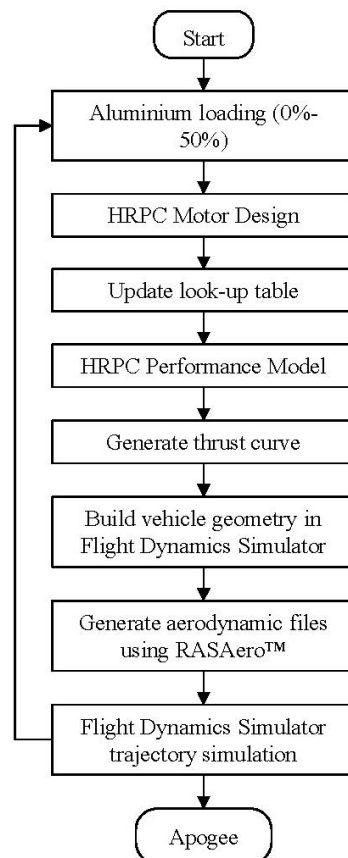 Start
Aluminium loading (0%-
50%)
HRPC Motor Design
Update look-up table
HRPC Performance Model
Generate thrust curve
Build vehicle geometry in
Flight Dynamics Simulator
Generate aerodynamic files
using RASAero™
Flight Dynamics Simulator
trajectory simulation
Apogee